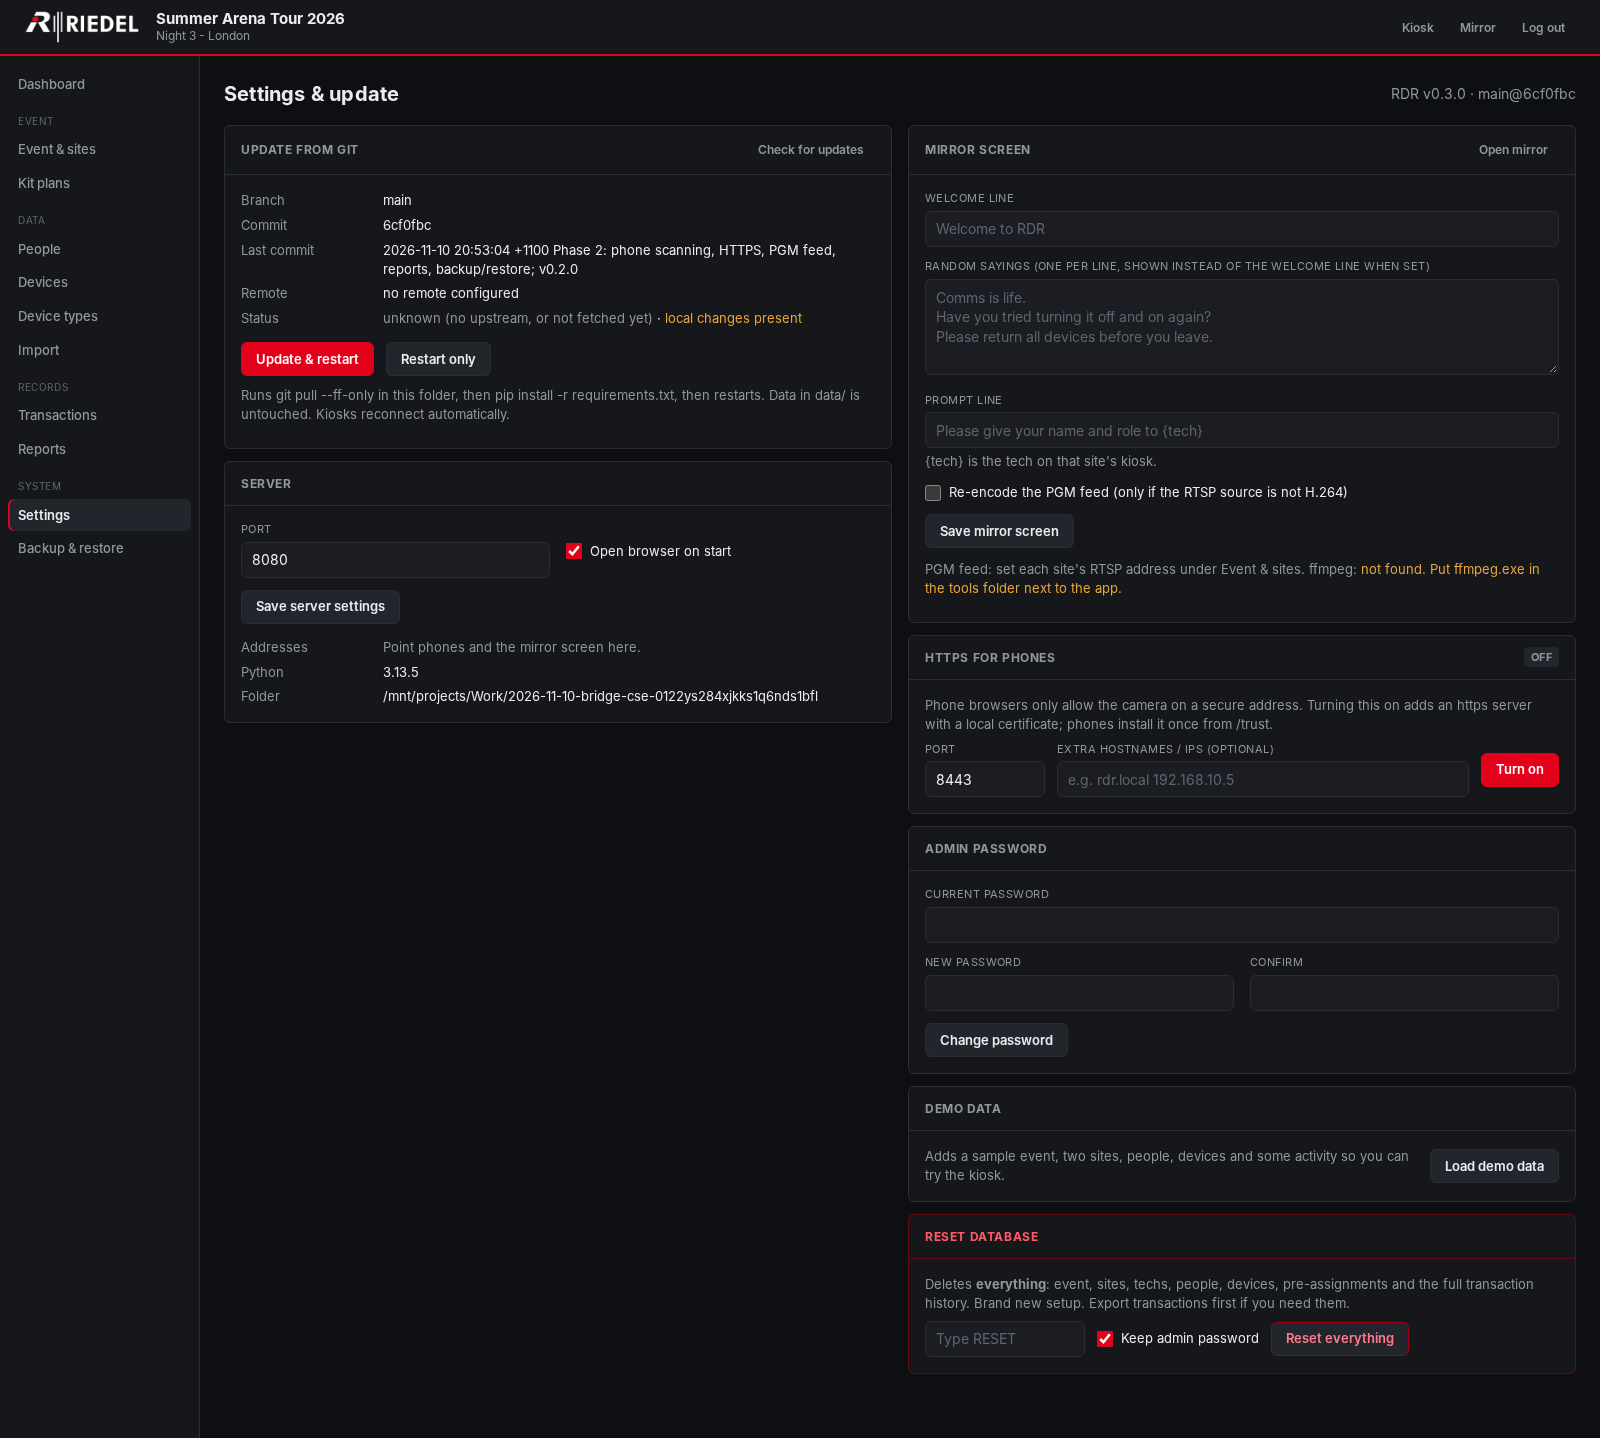 RIEDEL
Summer Arena Tour 2026
Night 3 - London
Kiosk
Mirror
Log out
Dashboard
EVENT
Event & sites
Kit plans
DATA
People
Devices
Device types
Import
RECORDS
Transactions
Reports
SYSTEM
Settings
Backup & restore
Settings & update
RDR v0.3.0 · main@6cf0fbc
UPDATE FROM GIT
Check for updates
Branch main
Commit 6cf0fbc
Last commit 2026-11-10 20:53:04 +1100 Phase 2: phone scanning, HTTPS, PGM feed,
reports, backup/restore; v0.2.0
Remote no remote configured
Status unknown (no upstream, or not fetched yet) · local changes present
Update & restart
Restart only
Runs git pull --ff-only in this folder, then pip install -r requirements.txt, then restarts. Data in data/ is
untouched. Kiosks reconnect automatically.
SERVER
PORT
8080
Open browser on start
Save server settings
Addresses Point phones and the mirror screen here.
Python 3.13.5
Folder /mnt/projects/Work/2026-11-10-bridge-cse-0122ys284xjkks1q6nds1bfl
MIRROR SCREEN
Open mirror
WELCOME LINE
Welcome to RDR
RANDOM SAYINGS (ONE PER LINE, SHOWN INSTEAD OF THE WELCOME LINE WHEN SET)
Comms is life.
Have you tried turning it off and on again?
Please return all devices before you leave.
PROMPT LINE
Please give your name and role to {tech}
{tech} is the tech on that site's kiosk.
Re-encode the PGM feed (only if the RTSP source is not H.264)
Save mirror screen
PGM feed: set each site's RTSP address under Event & sites. ffmpeg: not found. Put ffmpeg.exe in
the tools folder next to the app.
HTTPS FOR PHONES
OFF
Phone browsers only allow the camera on a secure address. Turning this on adds an https server
with a local certificate; phones install it once from /trust.
PORT
EXTRA HOSTNAMES / IPS (OPTIONAL)
8443
e.g. rdr.local 192.168.10.5
Turn on
ADMIN PASSWORD
CURRENT PASSWORD
NEW PASSWORD
CONFIRM
Change password
DEMO DATA
Adds a sample event, two sites, people, devices and some activity so you can
try the kiosk.
Load demo data
RESET DATABASE
Deletes everything: event, sites, techs, people, devices, pre-assignments and the full transaction
history. Brand new setup. Export transactions first if you need them.
Type RESET
Keep admin password
Reset everything